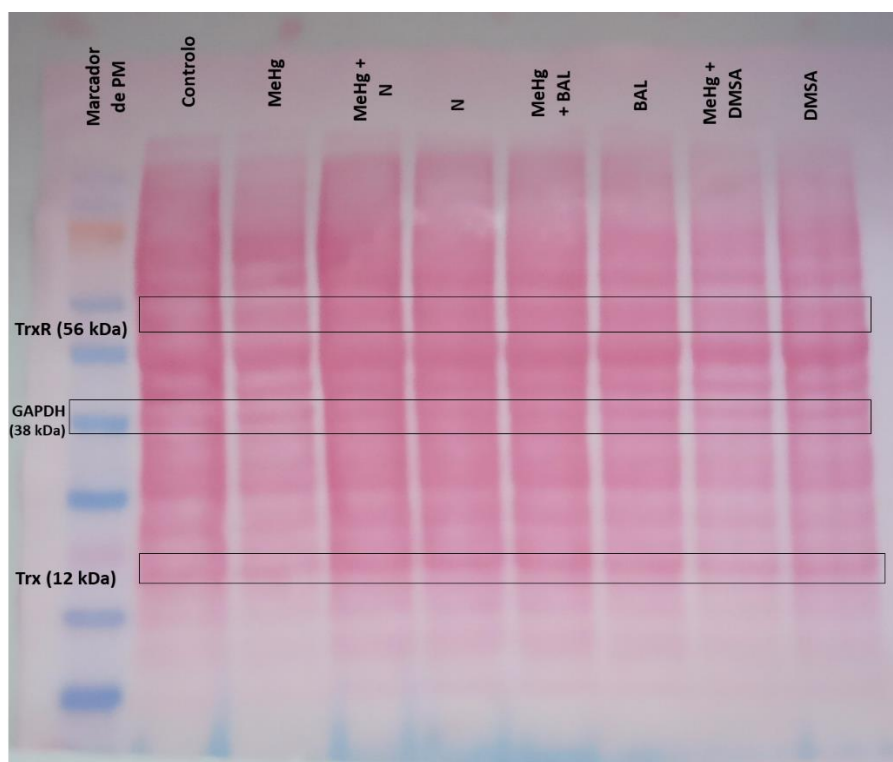 Marcador
de PM
Controlo
MeHg
MeHg +
N
N
MeHg
+ BAL
BAL
MeHg +
DMSA
DMSA
TrxR (56 kDa)
GAPDH
(38 kDa)
Trx (12 kDa)